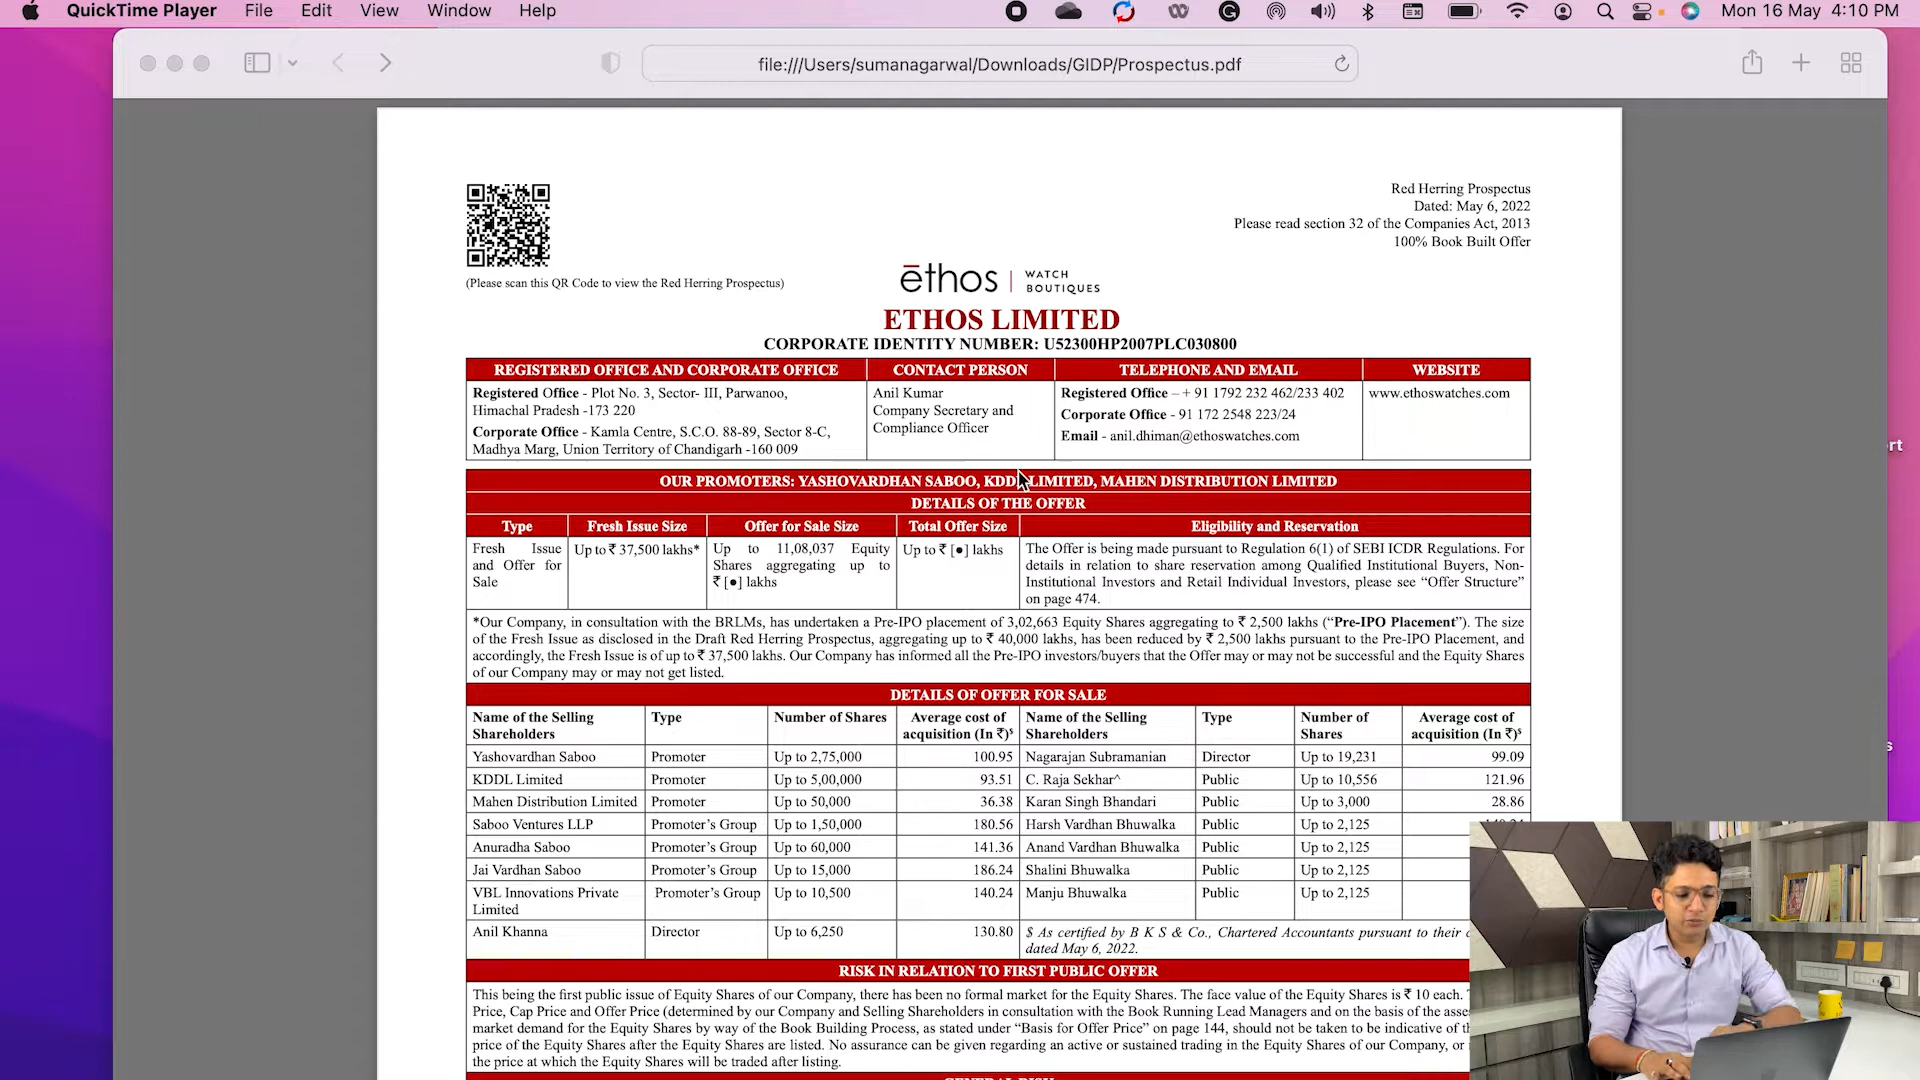 QuickTime Player File Edit View Window Help Mon 16 May 4:10 PM
file:///Users/sumanagarwal/Downloads/GIDP/Prospectus.pdf
Red Herring Prospectus
Dated: May 6, 2022
Please read section 32 of the Companies Act, 2013
100% Book Built Offer
(Please scan this QR Code to view the Red Herring Prospectus)
ēthos | WATCH
BOUTIQUES
ETHOS LIMITED
CORPORATE IDENTITY NUMBER: U52300HP2007PLC030800
REGISTERED OFFICE AND CORPORATE OFFICE CONTACT PERSON TELEPHONE AND EMAIL WEBSITE
Registered Office - Plot No. 3, Sector- III, Parwanoo,
Himachal Pradesh -173 220
Corporate Office - Kamla Centre, S.C.O. 88-89, Sector 8-C,
Madhya Marg, Union Territory of Chandigarh -160 009
Anil Kumar
Company Secretary and
Compliance Officer
Registered Office – + 91 1792 232 462/233 402
Corporate Office - 91 172 2548 223/24
Email - anil.dhiman@ethoswatches.com
www.ethoswatches.com
OUR PROMOTERS: YASHOVARDHAN SABOO, KDDL LIMITED, MAHEN DISTRIBUTION LIMITED
DETAILS OF THE OFFER
Type Fresh Issue Size Offer for Sale Size Total Offer Size Eligibility and Reservation
Fresh Issue
and Offer for
Sale
Up to ₹ 37,500 lakhs*
Up to 11,08,037 Equity
Shares aggregating up to
₹ [●] lakhs
Up to ₹ [●] lakhs
The Offer is being made pursuant to Regulation 6(1) of SEBI ICDR Regulations. For
details in relation to share reservation among Qualified Institutional Buyers, Non-
Institutional Investors and Retail Individual Investors, please see “Offer Structure”
on page 474.
*Our Company, in consultation with the BRLMs, has undertaken a Pre-IPO placement of 3,02,663 Equity Shares aggregating to ₹ 2,500 lakhs (“Pre-IPO Placement”). The size
of the Fresh Issue as disclosed in the Draft Red Herring Prospectus, aggregating up to ₹ 40,000 lakhs, has been reduced by ₹ 2,500 lakhs pursuant to the Pre-IPO Placement, and
accordingly, the Fresh Issue is of up to ₹ 37,500 lakhs. Our Company has informed all the Pre-IPO investors/buyers that the Offer may or may not be successful and the Equity Shares
of our Company may or may not get listed.
DETAILS OF OFFER FOR SALE
Name of the Selling Shareholders Type Number of Shares Average cost of acquisition (In ₹)$ Name of the Selling Shareholders Type Number of Shares Average cost of acquisition (In ₹)$
Yashovardhan Saboo Promoter Up to 2,75,000 100.95 Nagarajan Subramanian Director Up to 19,231 99.09
KDDL Limited Promoter Up to 5,00,000 93.51 C. Raja Sekhar^ Public Up to 10,556 121.96
Mahen Distribution Limited Promoter Up to 50,000 36.38 Karan Singh Bhandari Public Up to 3,000 28.86
Saboo Ventures LLP Promoter’s Group Up to 1,50,000 180.56 Harsh Vardhan Bhuwalka Public Up to 2,125
Anuradha Saboo Promoter’s Group Up to 60,000 141.36 Anand Vardhan Bhuwalka Public Up to 2,125
Jai Vardhan Saboo Promoter’s Group Up to 15,000 186.24 Shalini Bhuwalka Public Up to 2,125
VBL Innovations Private Limited Promoter’s Group Up to 10,500 140.24 Manju Bhuwalka Public Up to 2,125
Anil Khanna Director Up to 6,250 130.80 $ As certified by B K S & Co., Chartered Accountants pursuant to their
dated May 6, 2022.
RISK IN RELATION TO FIRST PUBLIC OFFER
This being the first public issue of Equity Shares of our Company, there has been no formal market for the Equity Shares. The face value of the Equity Shares is ₹ 10 each.
Price, Cap Price and Offer Price (determined by our Company and Selling Shareholders in consultation with the Book Running Lead Managers and on the basis of the asse
market demand for the Equity Shares by way of the Book Building Process, as stated under “Basis for Offer Price” on page 144, should not be taken to be indicative of th
price of the Equity Shares after the Equity Shares are listed. No assurance can be given regarding an active or sustained trading in the Equity Shares of our Company, or
the price at which the Equity Shares will be traded after listing.